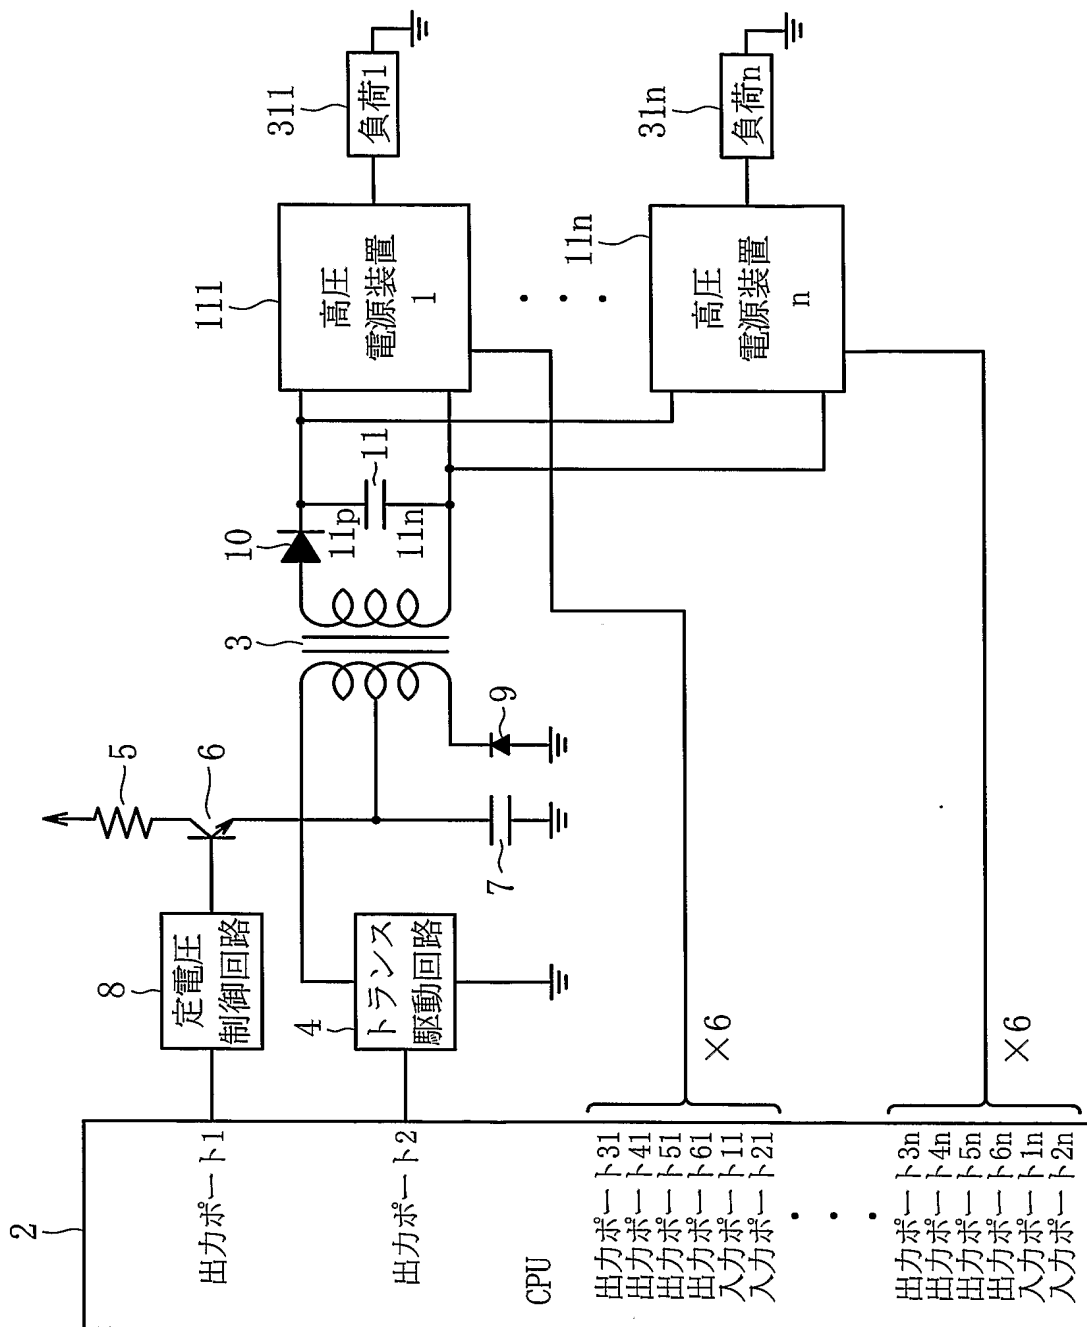 2
出力ポート1
出力ポート2
CPU
出力ポート31
出力ポート41
出力ポート51
出力ポート61
入力ポート11
入力ポート21
出力ポート3n
出力ポート4n
出力ポート5n
出力ポート6n
入力ポート1n
入力ポート2n
×6
×6
8
定電圧
制御回路
4
トランス
駆動回路
5
6
7
9
3
10
11p
11n
11
111
高圧
電源装置
1
11n
高圧
電源装置
n
311
負荷1
31n
負荷n